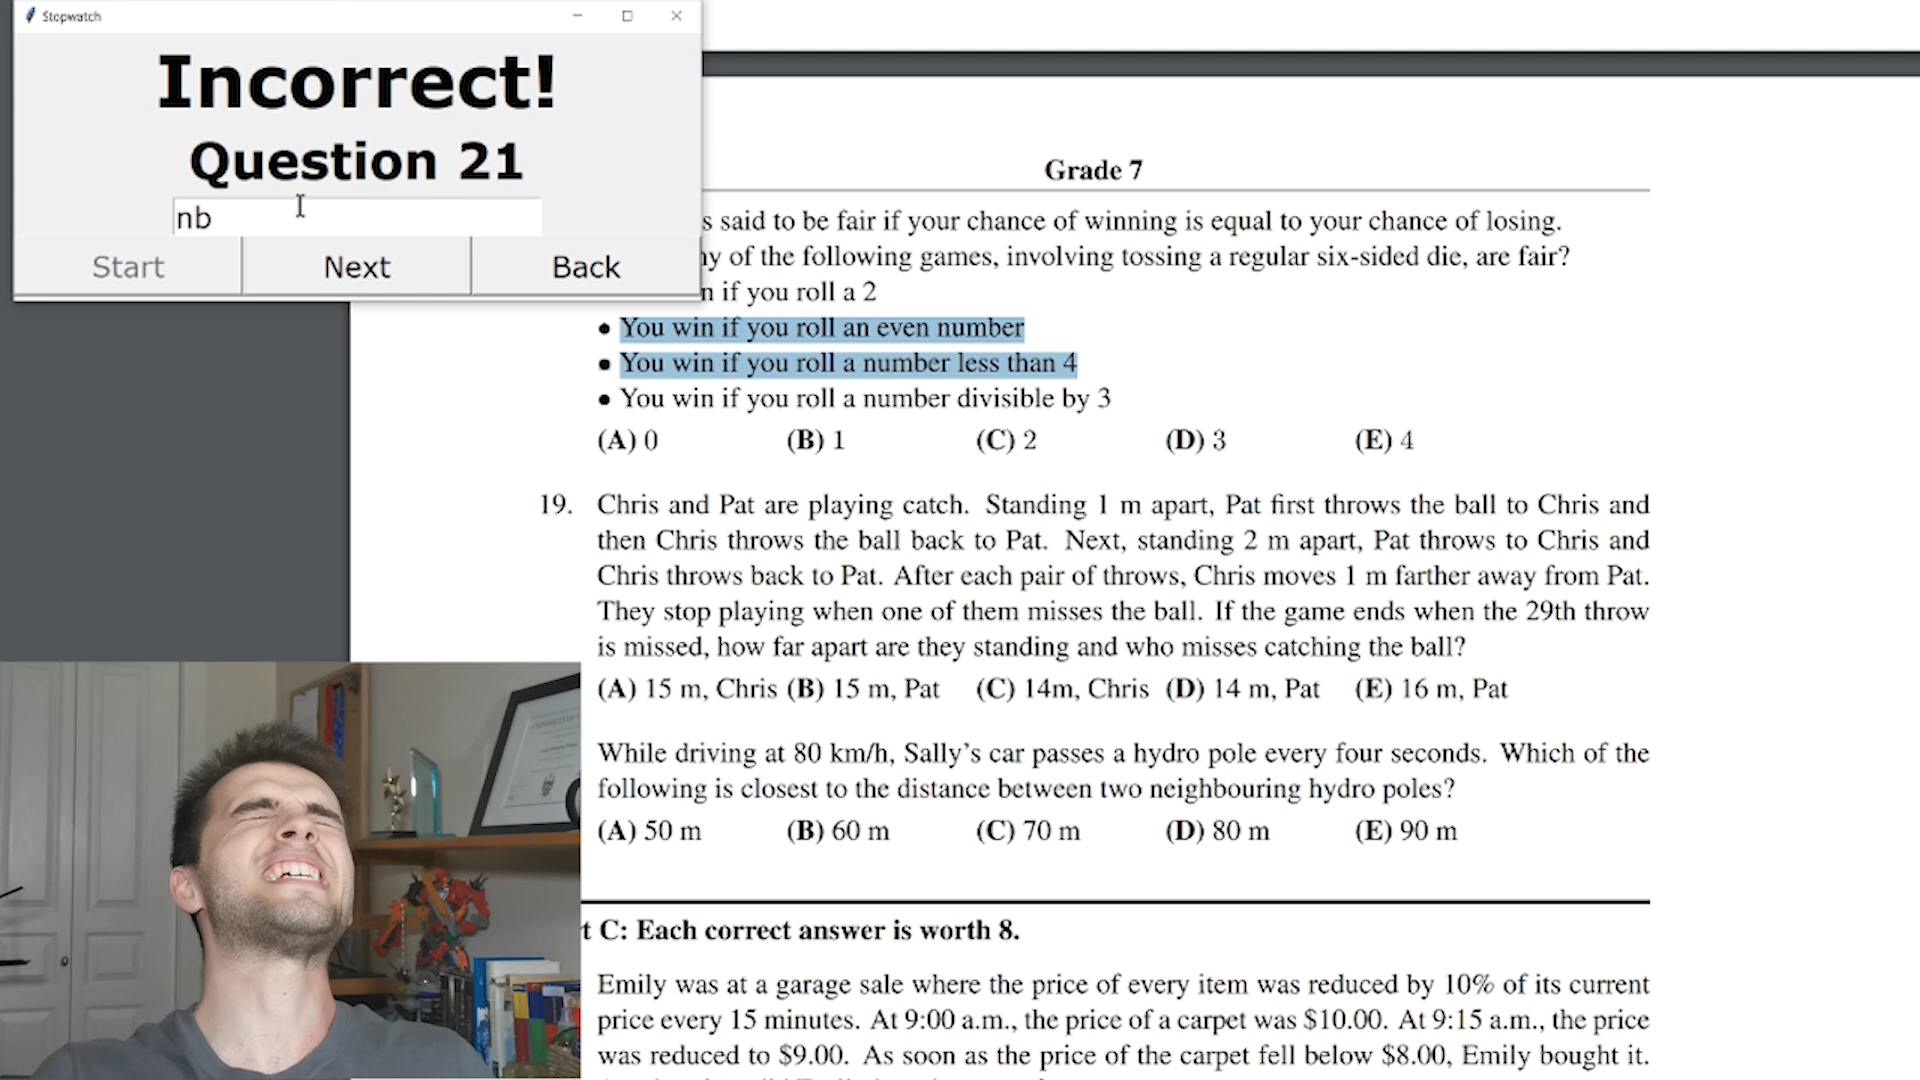 Stopwatch
Incorrect!
Question 21
nb
Start Next Back
Grade 7
s said to be fair if your chance of winning is equal to your chance of losing.
y of the following games, involving tossing a regular six-sided die, are fair?
n if you roll a 2
• You win if you roll an even number
• You win if you roll a number less than 4
• You win if you roll a number divisible by 3
(A) 0 (B) 1 (C) 2 (D) 3 (E) 4
19. Chris and Pat are playing catch. Standing 1 m apart, Pat first throws the ball to Chris and
then Chris throws the ball back to Pat. Next, standing 2 m apart, Pat throws to Chris and
Chris throws back to Pat. After each pair of throws, Chris moves 1 m farther away from Pat.
They stop playing when one of them misses the ball. If the game ends when the 29th throw
is missed, how far apart are they standing and who misses catching the ball?
(A) 15 m, Chris (B) 15 m, Pat (C) 14m, Chris (D) 14 m, Pat (E) 16 m, Pat
While driving at 80 km/h, Sally's car passes a hydro pole every four seconds. Which of the
following is closest to the distance between two neighbouring hydro poles?
(A) 50 m (B) 60 m (C) 70 m (D) 80 m (E) 90 m
t C: Each correct answer is worth 8.
Emily was at a garage sale where the price of every item was reduced by 10% of its current
price every 15 minutes. At 9:00 a.m., the price of a carpet was $10.00. At 9:15 a.m., the price
was reduced to $9.00. As soon as the price of the carpet fell below $8.00, Emily bought it.